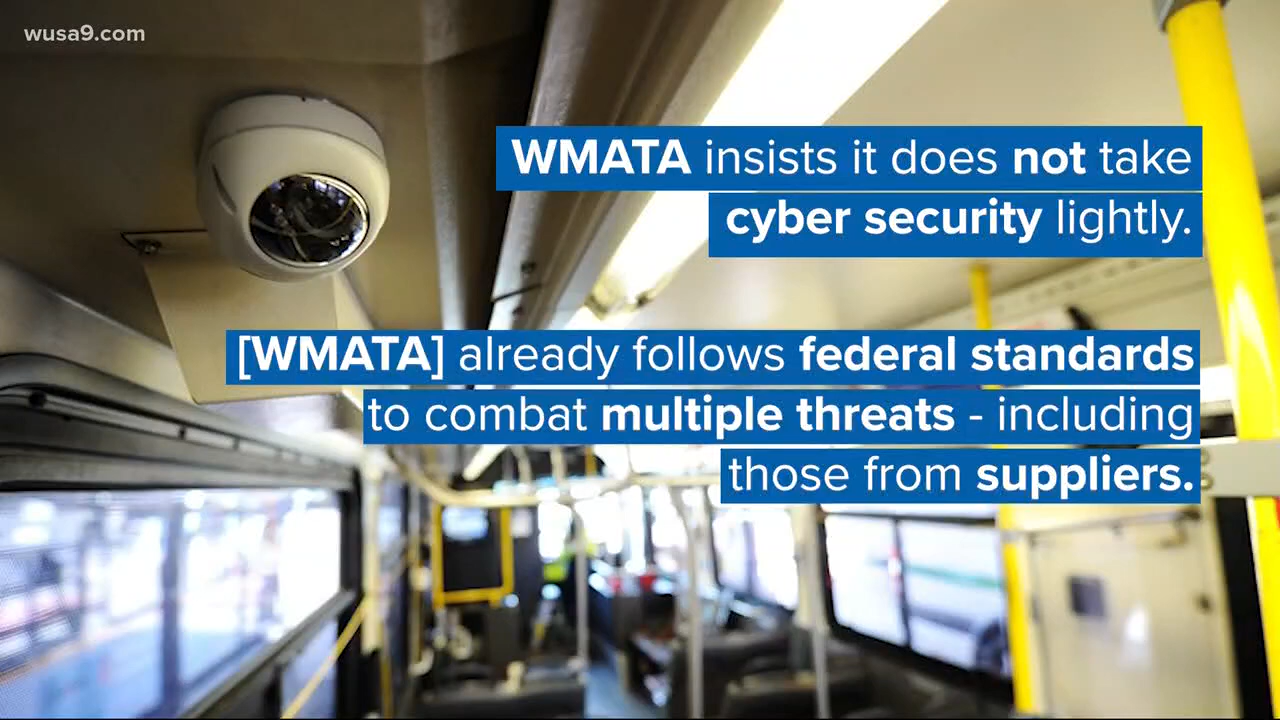 wusa9.com
WMATA insists it does not take
cyber security lightly.
[WMATA] already follows federal standards
to combat multiple threats - including
those from suppliers.